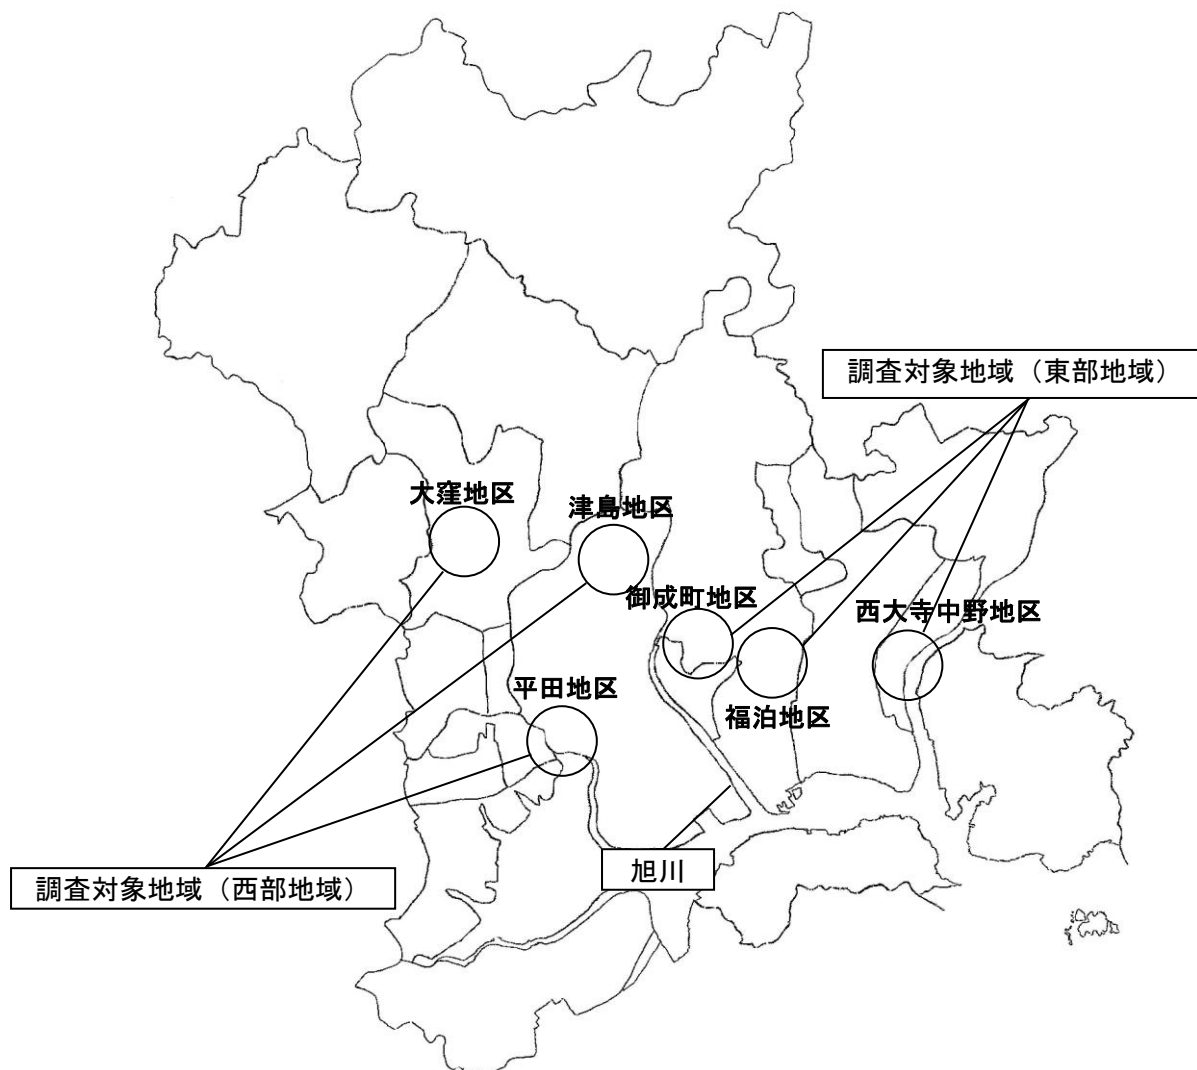 調査対象地域（東部地域）
大窪地区
津島地区
御成町地区
西大寺中野地区
平田地区
福泊地区
旭川
調査対象地域（西部地域）